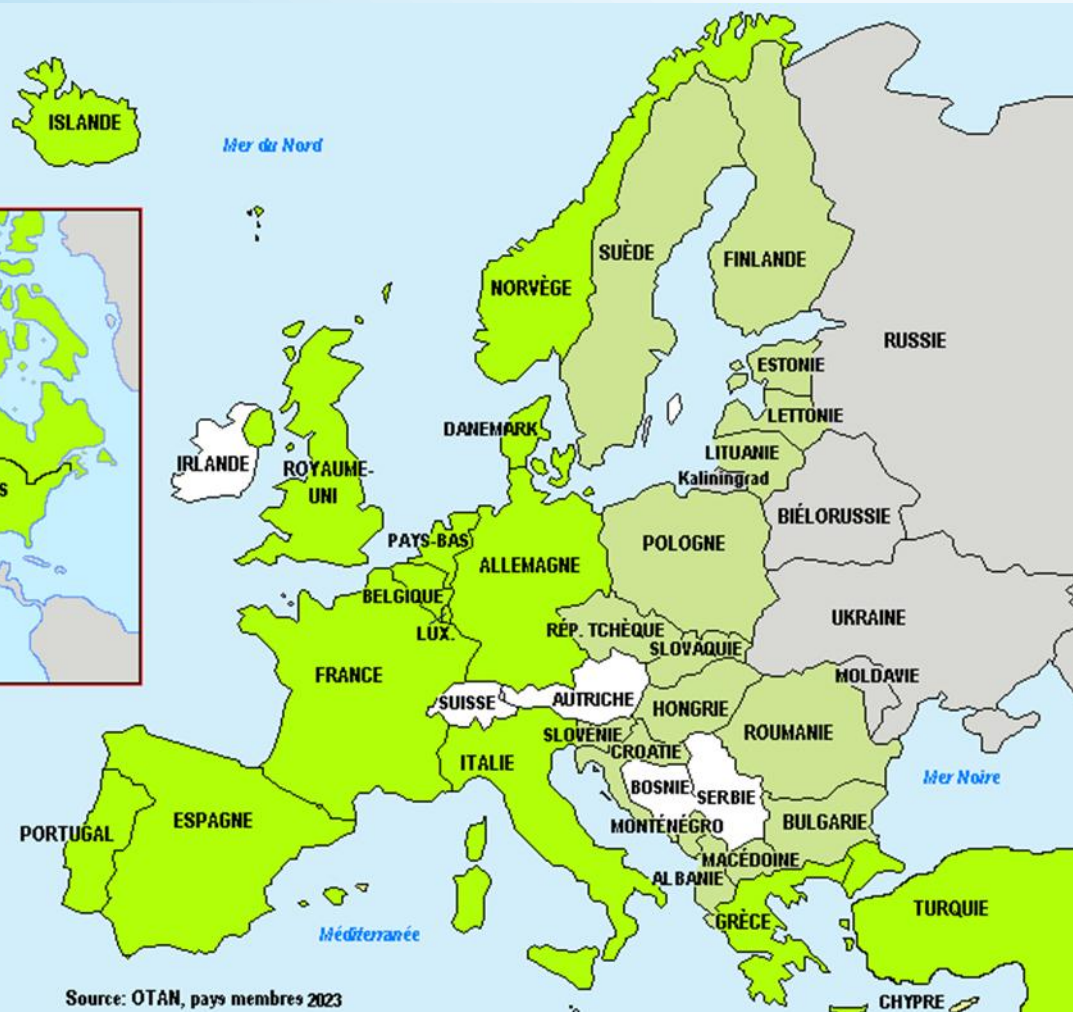 ISLANDE
Mer du Nord
SUÈDE
FINLANDE
NORVÈGE
RUSSIE
ESTONIE
DANEMARK
LETTONIE
LITUANIE
IRLANDE
ROYAUME-
UNI
Kaliningrad
S
BIÉLORUSSIE
PAYS-BAS
POLOGNE
ALLEMAGNE
BELGIQUE
UKRAINE
LUX.
RÉP. TCHÈQUE
SLOVAQUIE
FRANCE
MOLDAVIE
SUISSE
AUTRICHE
HONGRIE
SLOVÉNIE
ROUMANIE
CROATIE
ITALIE
Mer Noire
BOSNIE
SERBIE
ESPAGNE
PORTUGAL
MONTÉNÉGRO
BULGARIE
MACÉDOINE
ALBANIE
TURQUIE
GRÈCE
Méditerranée
Source: OTAN, pays membres 2023
CHYPRE